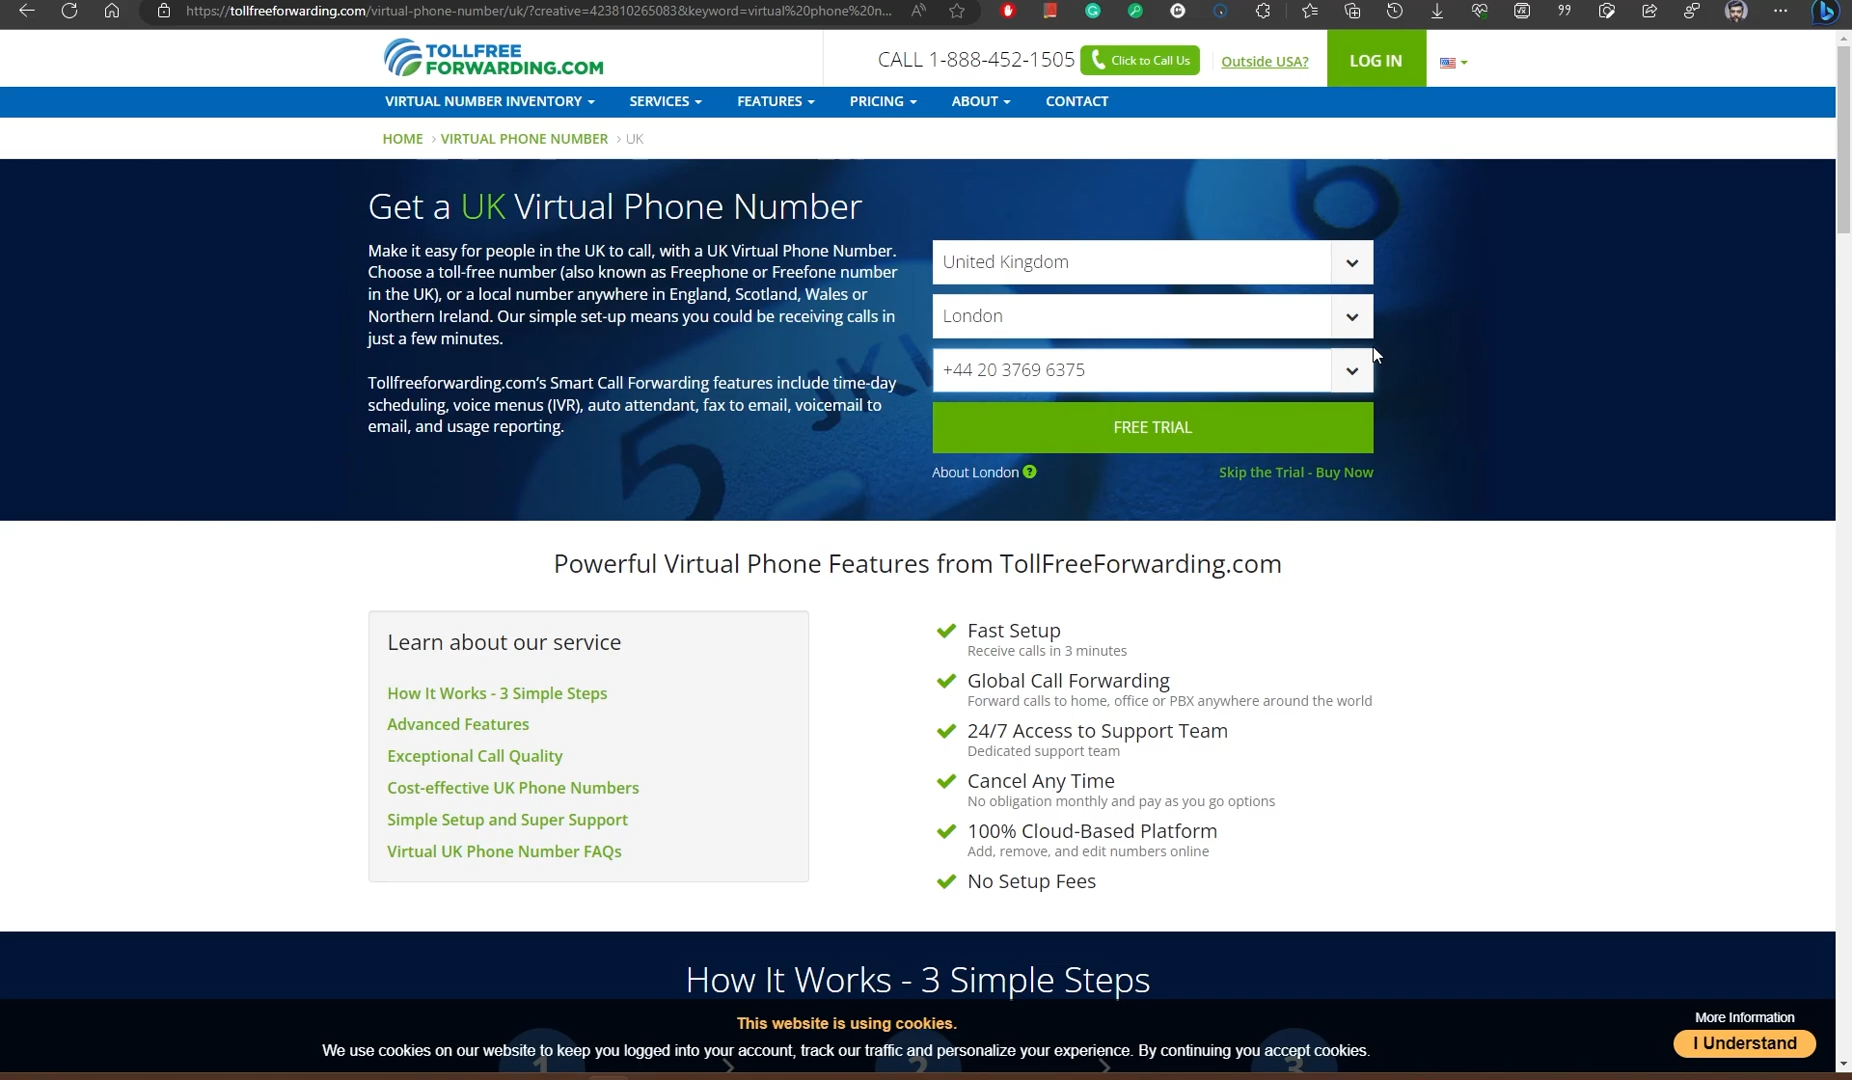 https://tollfreeforwarding.com/virtual-phone-number/uk/?creative=423810265083&keyword=virtual%20phone%20n...
TOLLFREE
FORWARDING.COM
CALL 1-888-452-1505
Click to Call Us
Outside USA?
LOG IN
VIRTUAL NUMBER INVENTORY
SERVICES
FEATURES
PRICING
ABOUT
CONTACT
HOME > VIRTUAL PHONE NUMBER > UK
Get a UK Virtual Phone Number
Make it easy for people in the UK to call, with a UK Virtual Phone Number.
Choose a toll-free number (also known as Freephone or Freefone number
in the UK), or a local number anywhere in England, Scotland, Wales or
Northern Ireland. Our simple set-up means you could be receiving calls in
just a few minutes.
Tollfreeforwarding.com's Smart Call Forwarding features include time-day
scheduling, voice menus (IVR), auto attendant, fax to email, voicemail to
email, and usage reporting.
United Kingdom
London
+44 20 3769 6375
FREE TRIAL
About London ?
Skip the Trial - Buy Now
6
JKL
5
Powerful Virtual Phone Features from TollFreeForwarding.com
Learn about our service
How It Works - 3 Simple Steps
Advanced Features
Exceptional Call Quality
Cost-effective UK Phone Numbers
Simple Setup and Super Support
Virtual UK Phone Number FAQs
Fast Setup
Receive calls in 3 minutes
Global Call Forwarding
Forward calls to home, office or PBX anywhere around the world
24/7 Access to Support Team
Dedicated support team
Cancel Any Time
No obligation monthly and pay as you go options
100% Cloud-Based Platform
Add, remove, and edit numbers online
No Setup Fees
How It Works - 3 Simple Steps
1
2
3
This website is using cookies.
We use cookies on our website to keep you logged into your account, track our traffic and personalize your experience. By continuing you accept cookies.
More Information
I Understand